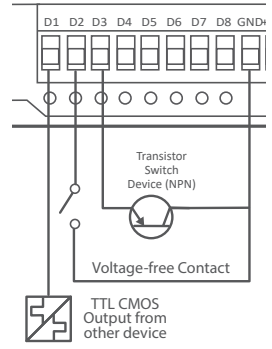 D1 D2 D3 D4 D5 D6 D7 D8 GND
Transistor
Switch
Device (NPN)
Voltage-free Contact
TTL CMOS
Output from
other device